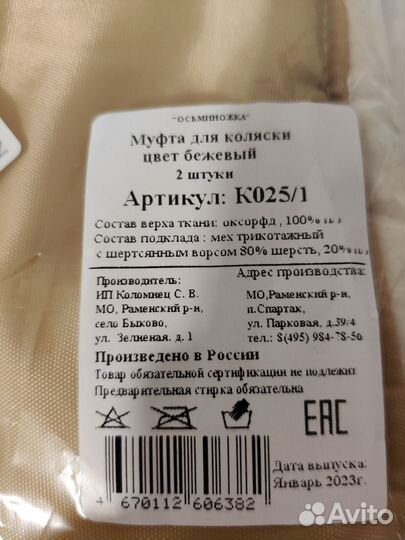 "ОСЬМИНОЖКА"
Муфта для коляски
цвет бежевый
2 штуки
Артикул: К025/1
Состав верха ткани: оксорфд , 100%
Состав подклада : мех трикотажный
с шертсянным ворсом 80% шерсть, 20%
Производитель:
ИП Коломиец С. В.
МО, Раменский р-н,
село Быково,
ул. Зелненая, д. 1
Адрес производства:
МО,Раменский р-н,
п.Спартак,
ул. Парковая, д.39/4
тел.: 8(495) 984-78-56
Произведено в России
Товар обязательной сертификации не подлежит
Предварительная стирка обязательна
EAC
4 670112 606382
Дата выпуска:
Январь 2023г.
Avito